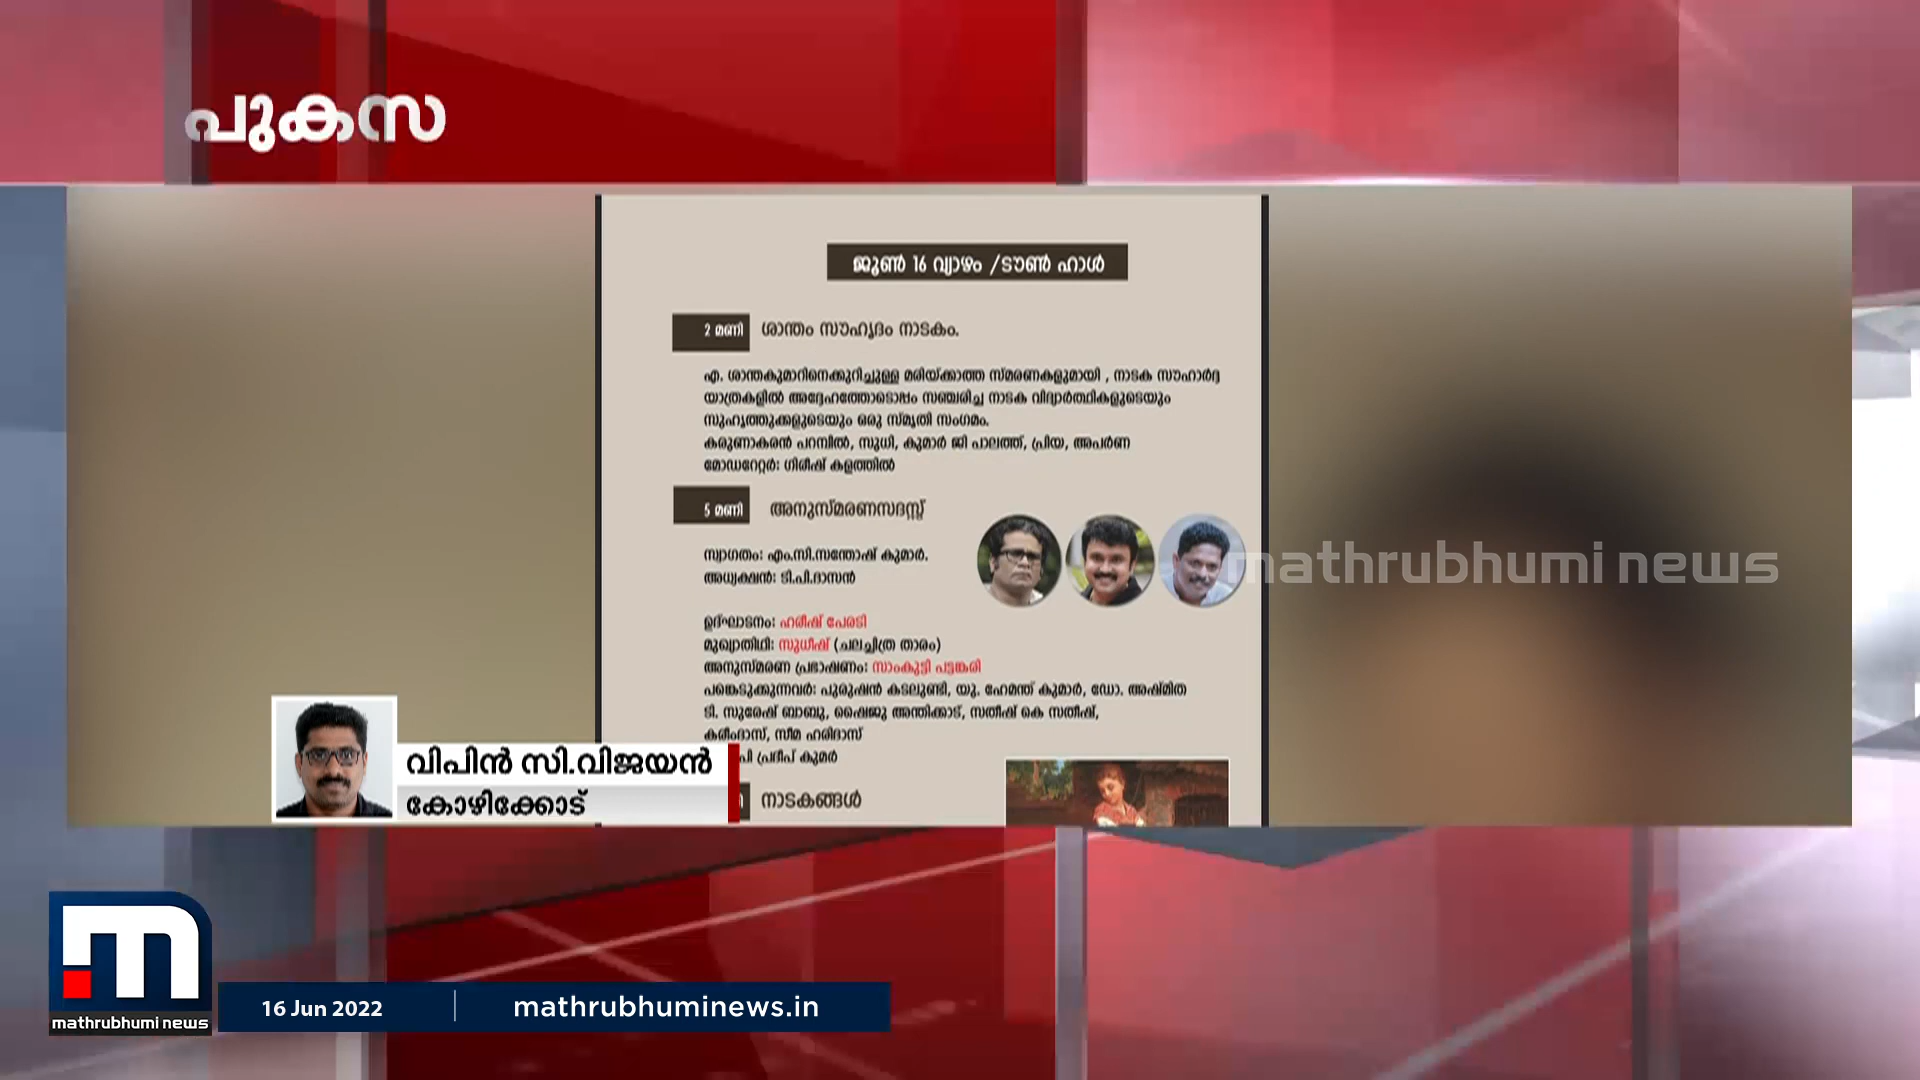 പുകസ
ജൂൺ 16 വ്യാഴം /ടൗൺ ഹാൾ
2 മണി ശാന്തം സൗഹൃദം നാടകം.
എ. ശാന്തകുമാറിനെക്കുറിച്ചുള്ള മരിയ്ക്കാത്ത സ്മരണകളുമായി , നാടക സൗഹാർദ്ദ
യാത്രകളിൽ അദ്ദേഹത്തോടൊപ്പം സഞ്ചരിച്ച നാടക വിദ്യാർത്ഥികളുടെയും
സുഹൃത്തുക്കളുടെയും ഒരു സ്മൃതി സംഗമം.
കരുണാകരൻ പറമ്പിൽ, സുധി, കുമാർ ജി പാലത്ത്, പ്രിയ, അപർണ
മോഡറേറ്റർ: ഗിരീഷ് കളത്തിൽ
5 മണി അനുസ്മരണസദസ്സ്
സ്വാഗതം: എം.സി.സന്തോഷ് കുമാർ.
അധ്യക്ഷൻ: ടി.പി.ദാസൻ
mathrubhumi news
ഉദ്ഘാടനം: ഹരീഷ് പേരടി
മുഖ്യാതിഥി: സുധീഷ് (ചലച്ചിത്ര താരം)
അനുസ്മരണ പ്രഭാഷണം: സാംകുട്ടി പട്ടങ്കരി
പങ്കെടുക്കുന്നവർ: പുരുഷൻ കടലുണ്ടി, യു. ഹേമന്ത് കുമാർ, ഡോ. അഷ്മിത
ടി. സുരേഷ് ബാബു, ഷൈജു അന്തിക്കാട്, സതീഷ് കെ സതീഷ്,
കരീംദാസ്, സീമ ഹരിദാസ്
പി പ്രദീപ് കുമർ
നാടകങ്ങൾ
വിപിൻ സി.വിജയൻ
കോഴിക്കോട്
mathrubhumi news
16 Jun 2022
mathrubhuminews.in